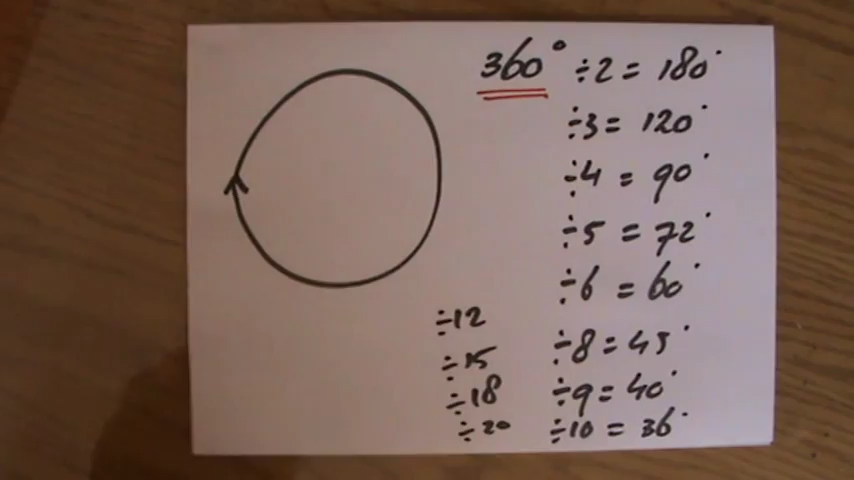 360° ÷2 = 180°
÷3 = 120°
÷4 = 90°
÷5 = 72°
÷6 = 60°
÷8 = 45°
÷9 = 40°
÷10 = 36°
÷12
÷15
÷18
÷20